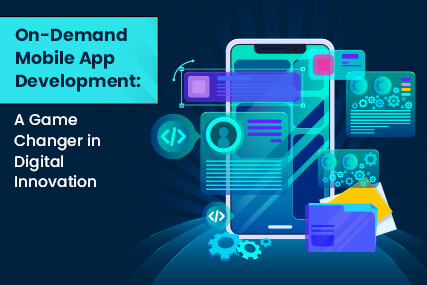 On-Demand
Mobile App
Development:
A Game
Changer in
Digital
Innovation